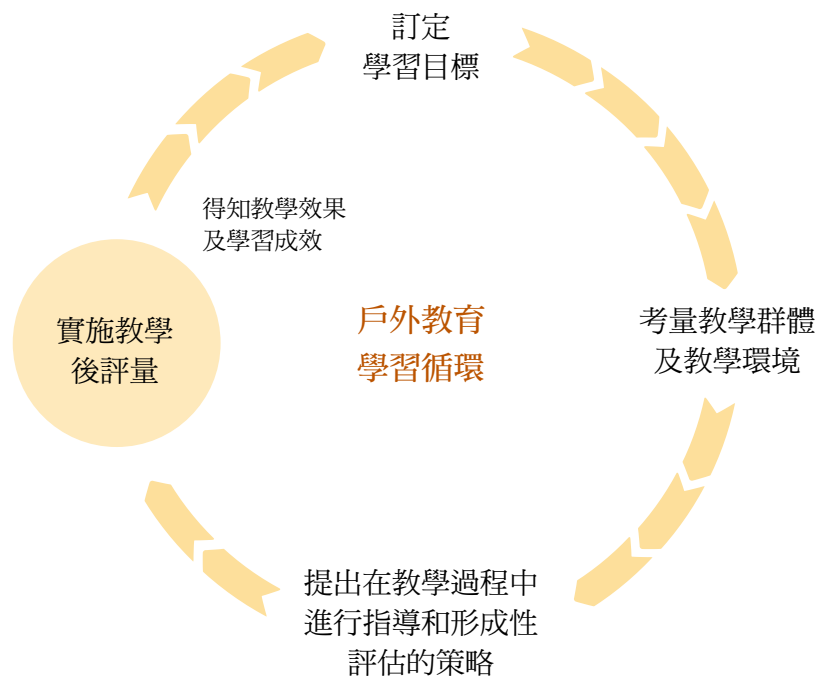 訂定
學習目標
得知教學效果
及學習成效
實施教學
後評量
戶外教育
學習循環
考量教學群體
及教學環境
提出在教學過程中
進行指導和形成性
評估的策略